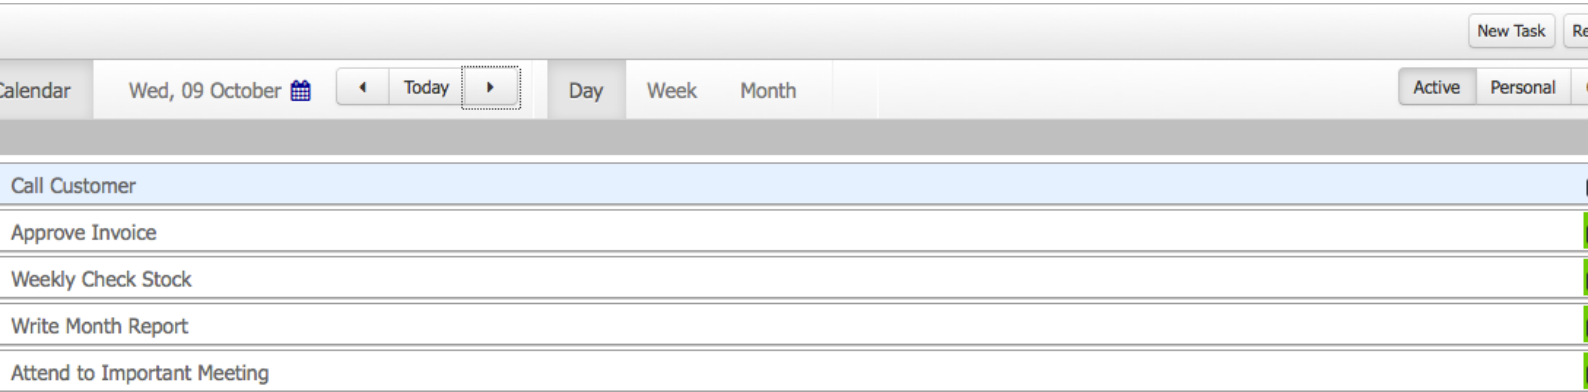 New Task Re
Calendar Wed, 09 October Today Day Week Month Active Personal
Call Customer
Approve Invoice
Weekly Check Stock
Write Month Report
Attend to Important Meeting